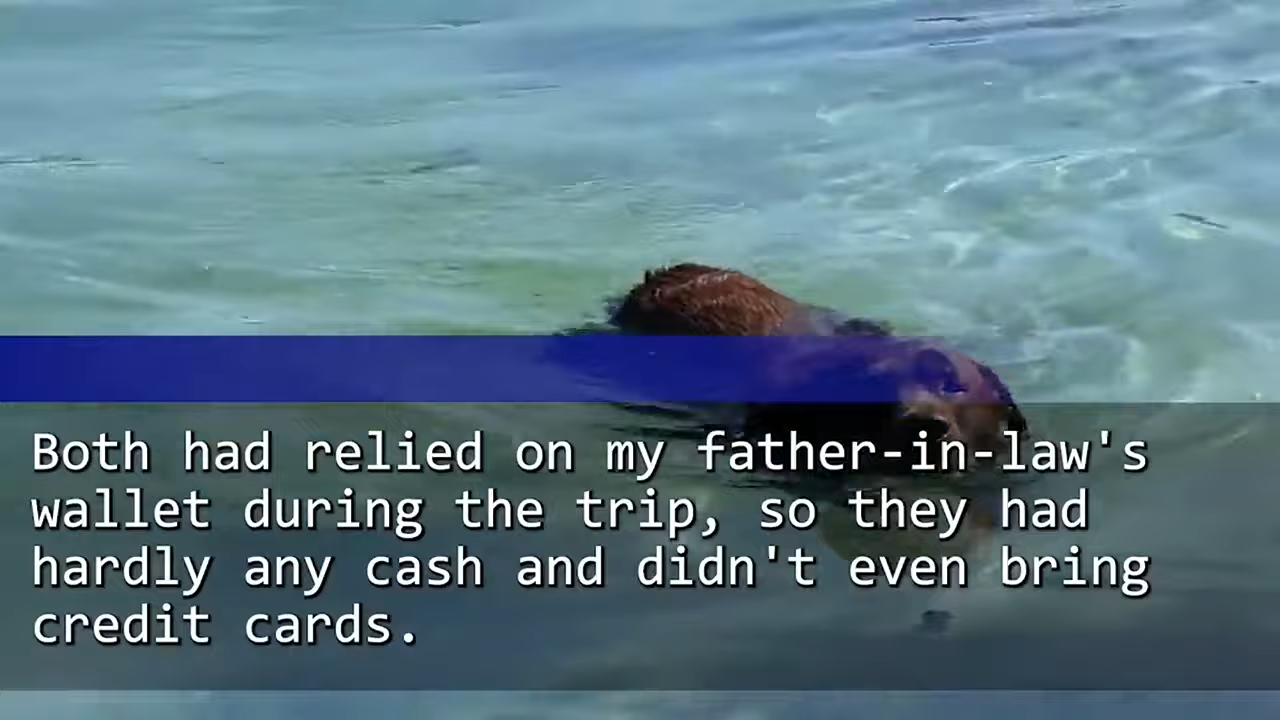 Both had relied on my father-in-law's
wallet during the trip, so they had
hardly any cash and didn't even bring
credit cards.